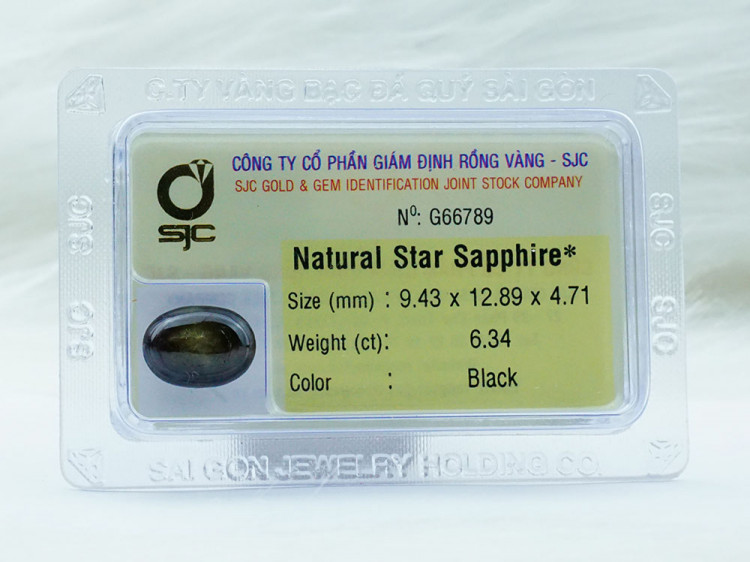 C.TY VÀNG BẠC ĐÁ QUÝ SÀI GÒN
CÔNG TY CỔ PHẦN GIÁM ĐỊNH RỒNG VÀNG - SJC
SJC GOLD & GEM IDENTIFICATION JOINT STOCK COMPANY
Nº: G66789
SJC
Natural Star Sapphire*
Size (mm) : 9.43 x 12.89 x 4.71
Weight (ct): 6.34
Color : Black
SJC
SJC
SJC
SJC
SAI GON JEWELRY HOLDING CO.